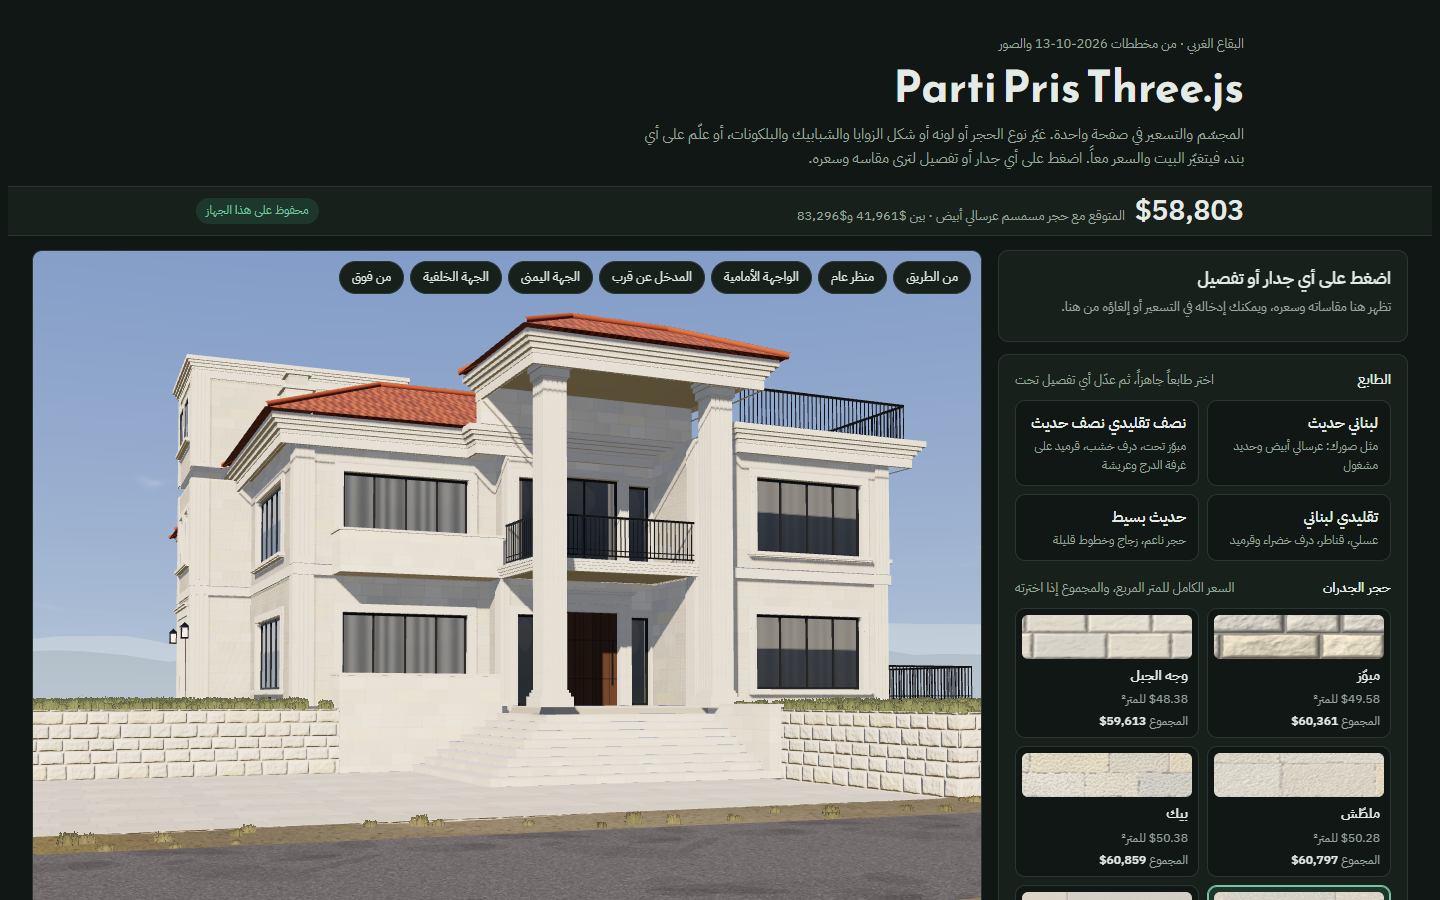 البقاع الغربي · من مخططات 2026-10-13 والصور
Parti Pris Three.js
المجسّم والتسعير في صفحة واحدة. غيّر نوع الحجر أو لونه أو شكل الزوايا والشبابيك والبلكونات، أو علّم على أي
بند، فيتغيّر البيت والسعر معاً. اضغط على أي جدار أو تفصيل لترى مقاسه وسعره.
$58,803 المتوقع مع حجر مسمسم عرسالي أبيض · بين $41,961 و$83,296
محفوظ على هذا الجهاز
من الطريق
منظر عام
الواجهة الأمامية
المدخل عن قرب
الجهة اليمنى
الجهة الخلفية
من فوق
اضغط على أي جدار أو تفصيل
تظهر هنا مقاساته وسعره، ويمكنك إدخاله في التسعير أو إلغاؤه من هنا.
الطابع
اختر طابعاً جاهزاً، ثم عدّل أي تفصيل تحت
لبناني حديث
مثل صورك: عرسالي أبيض وحديد
مشغول
نصف تقليدي نصف حديث
مبوّز تحت، درف خشب، قرميد على
غرفة الدرج وعريشة
تقليدي لبناني
عسلي، قناطر، درف خضراء وقرميد
حديث بسيط
حجر ناعم، زجاج وخطوط قليلة
حجر الجدران
السعر الكامل للمتر المربع، والمجموع إذا اخترته
مبوّز
$49.58 للمتر²
المجموع $60,361
وجه الجبل
$48.38 للمتر²
المجموع $59,613
ملطّش
$50.28 للمتر²
المجموع $60,797
بيك
$50.38 للمتر²
المجموع $60,859